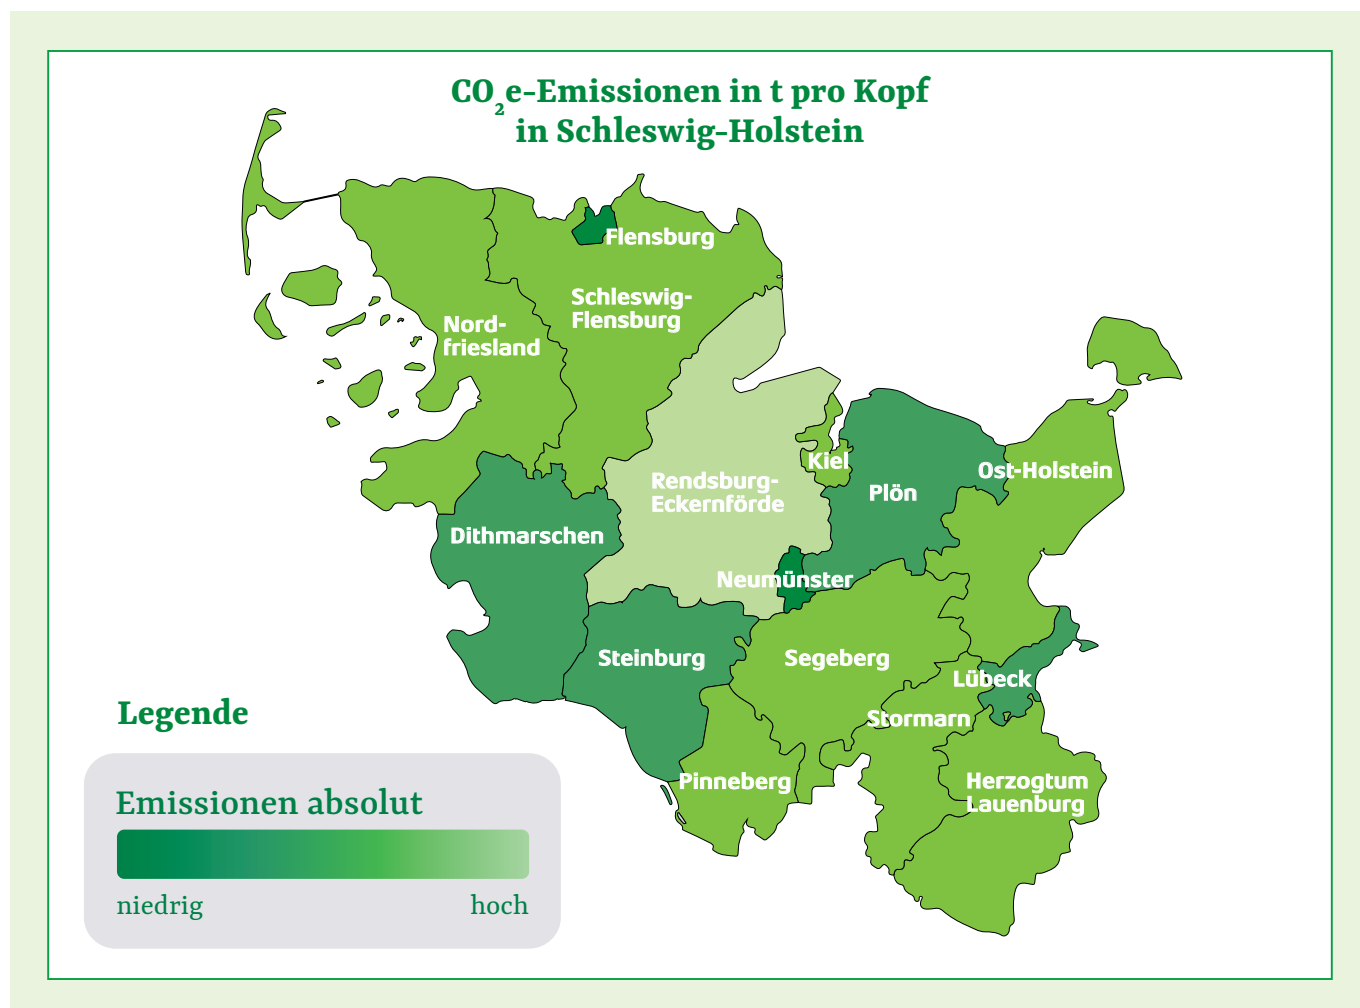 CO₂e-Emissionen in t pro Kopf
in Schleswig-Holstein
Flensburg
Schleswig-
Flensburg
Nord-
friesland
Kiel
Ost-Holstein
Rendsburg-
Eckernförde
Plön
Dithmarschen
Neumünster
Steinburg
Segeberg
Lübeck
Stormarn
Pinneberg
Herzogtum
Lauenburg
Legende
Emissionen absolut
niedrig
hoch